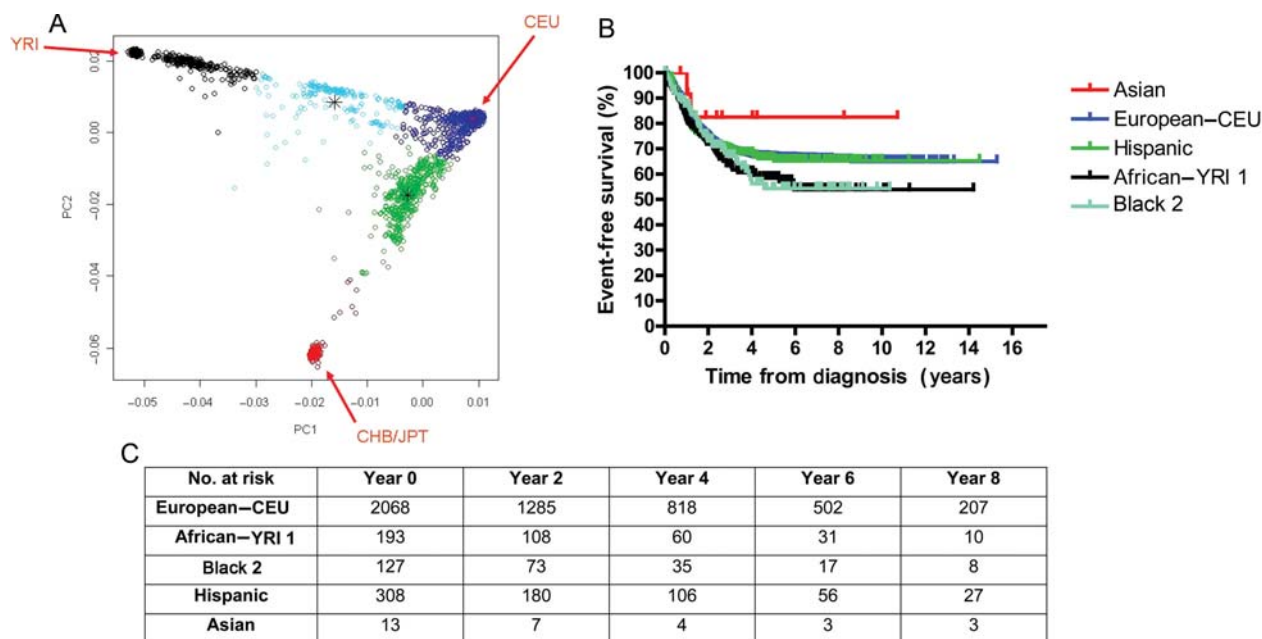 A
YRI
CEU
0.02
0.00
−0.02
−0.04
−0.06
PC2
−0.05 −0.04 −0.03 −0.02 −0.01 0.00 0.01
PC1
CHB/JPT
B
100
90
80
70
60
50
40
30
20
10
0
Event-free survival (%)
0 2 4 6 8 10 12 14 16
Time from diagnosis (years)
Asian
European–CEU
Hispanic
African–YRI 1
Black 2
C
No. at risk Year 0 Year 2 Year 4 Year 6 Year 8
European–CEU 2068 1285 818 502 207
African–YRI 1 193 108 60 31 10
Black 2 127 73 35 17 8
Hispanic 308 180 106 56 27
Asian 13 7 4 3 3